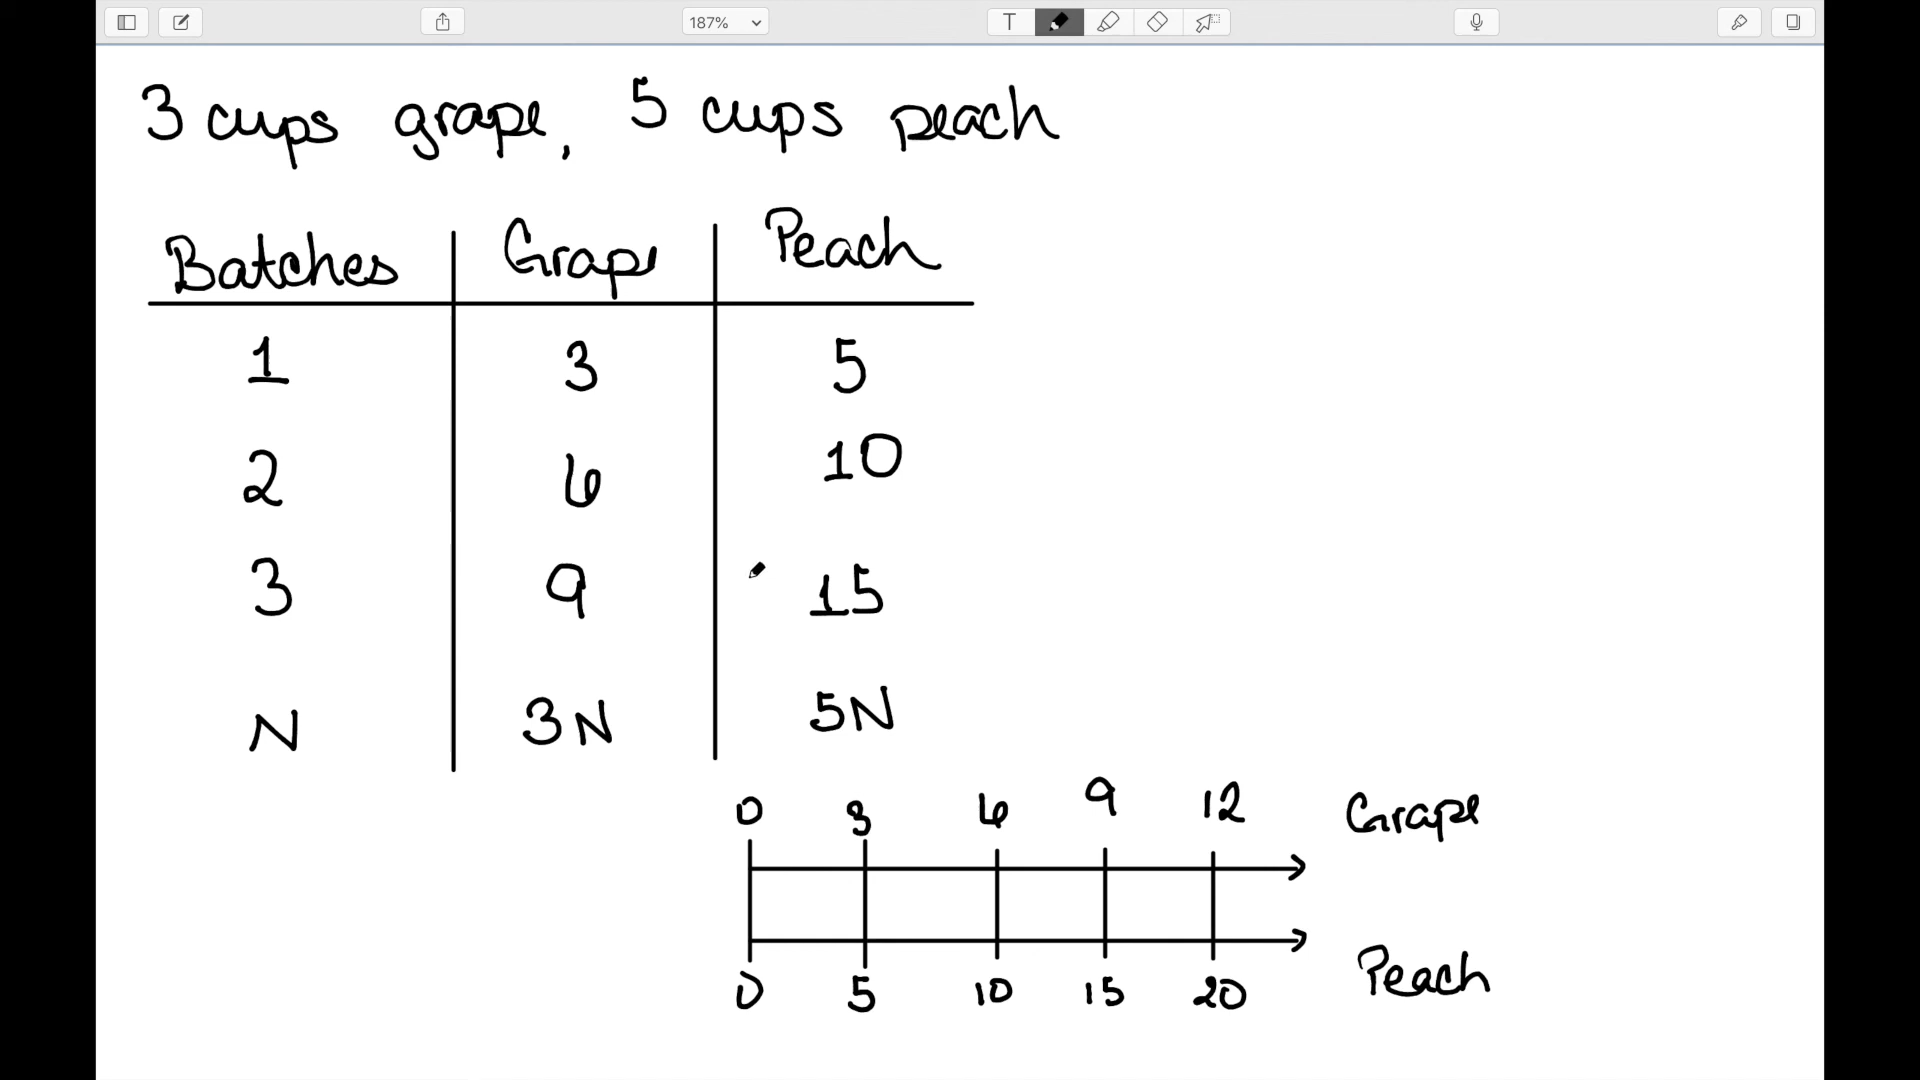 187%
T
3 cups grape, 5 cups peach
Batches Grape Peach
1 3 5
2 6 10
3 9 15
N 3N 5N
0 3 6 9 12 Grape
0 5 10 15 20 Peach